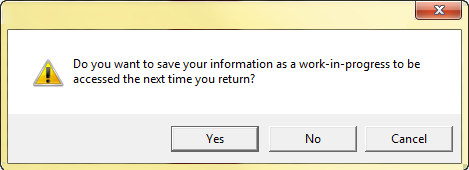 Do you want to save your information as a work-in-progress to be
accessed the next time you return?
Yes No Cancel